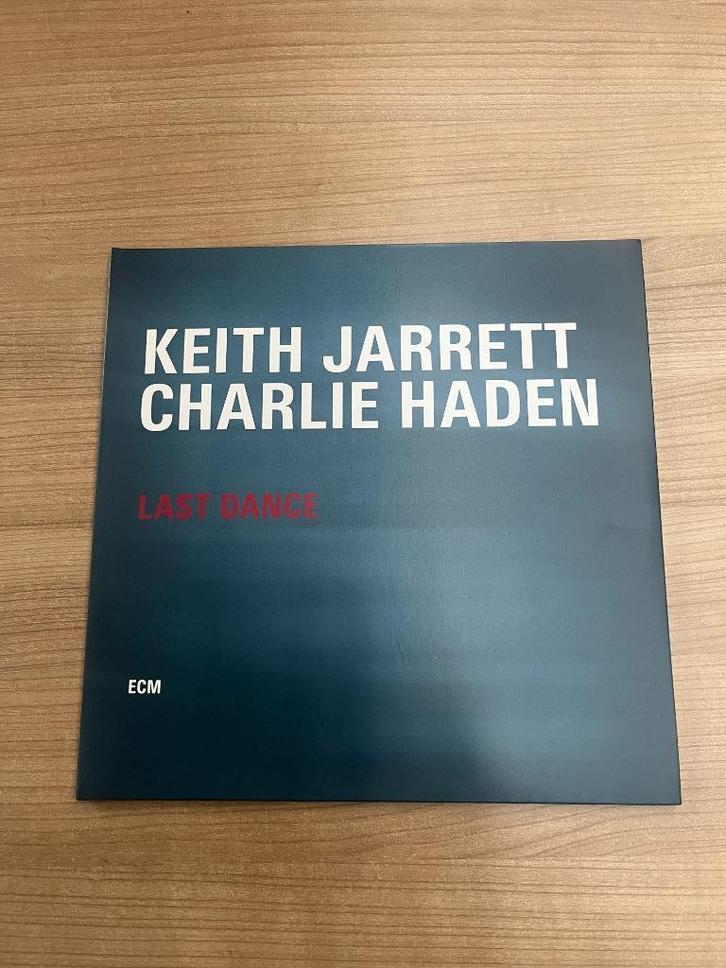 KEITH JARRETT
CHARLIE HADEN
LAST DANCE
ECM